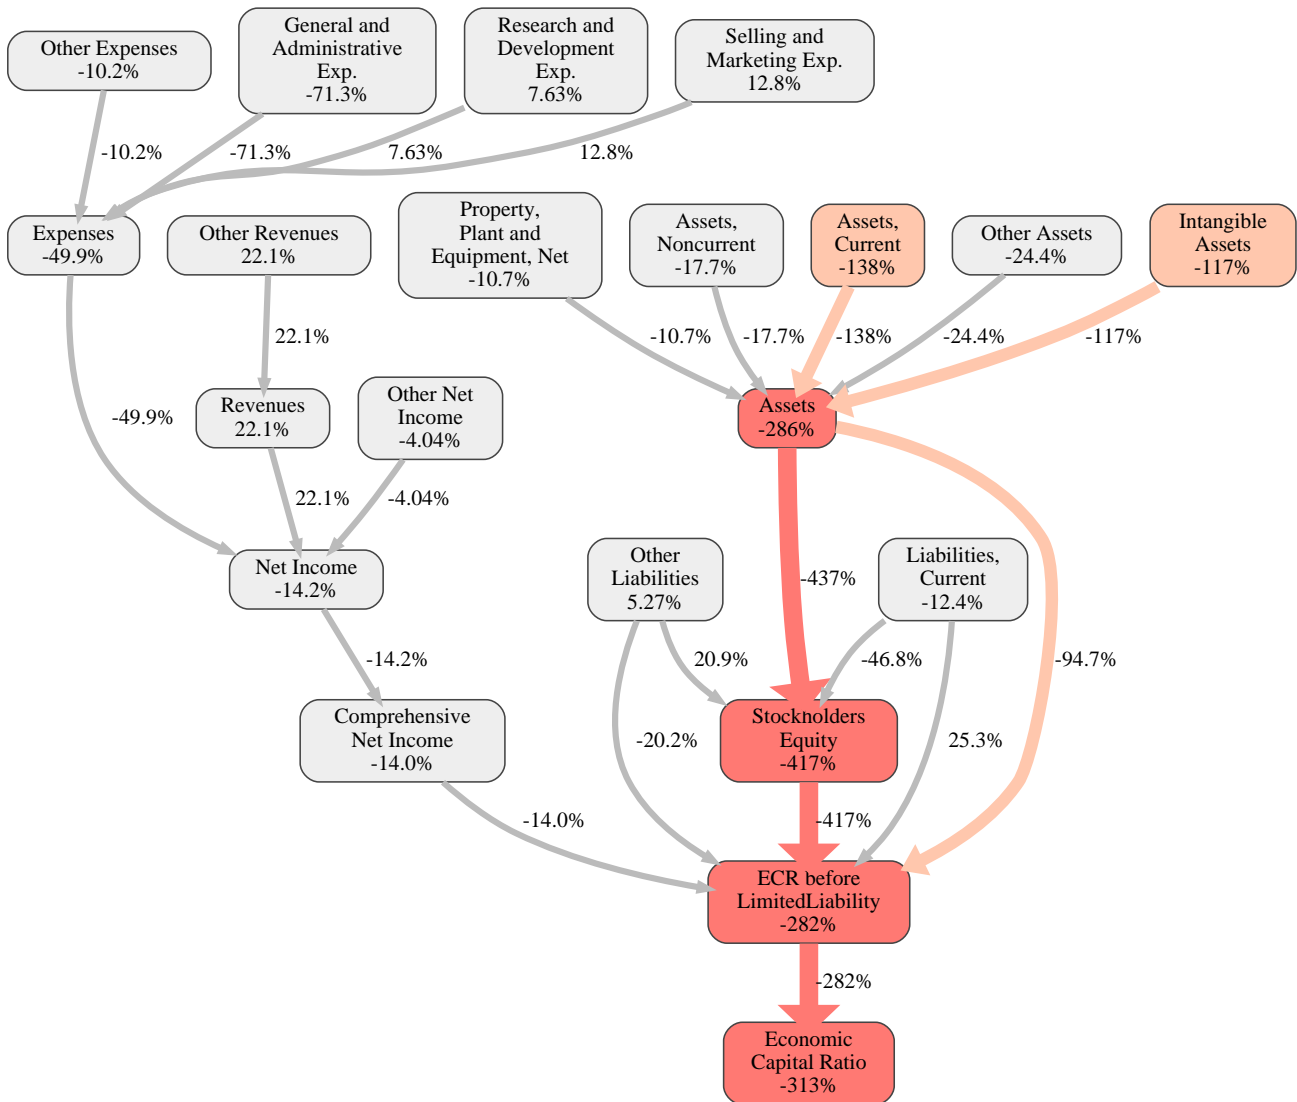 Other Expenses
-10.2%
General and
Administrative
Exp.
-71.3%
Research and
Development
Exp.
7.63%
Selling and
Marketing Exp.
12.8%
-10.2%
-71.3%
7.63%
12.8%
Expenses
-49.9%
Other Revenues
22.1%
Property,
Plant and
Equipment, Net
-10.7%
Assets,
Noncurrent
-17.7%
Assets,
Current
-138%
Other Assets
-24.4%
Intangible
Assets
-117%
22.1%
-10.7%
-17.7%
-138%
-24.4%
-117%
-49.9%
Revenues
22.1%
Other Net
Income
-4.04%
Assets
-286%
22.1%
-4.04%
Net Income
-14.2%
Other
Liabilities
5.27%
-437%
Liabilities,
Current
-12.4%
-14.2%
20.9%
-46.8%
-94.7%
Comprehensive
Net Income
-14.0%
-20.2%
Stockholders
Equity
-417%
25.3%
-14.0%
-417%
ECR before
LimitedLiability
-282%
-282%
Economic
Capital Ratio
-313%